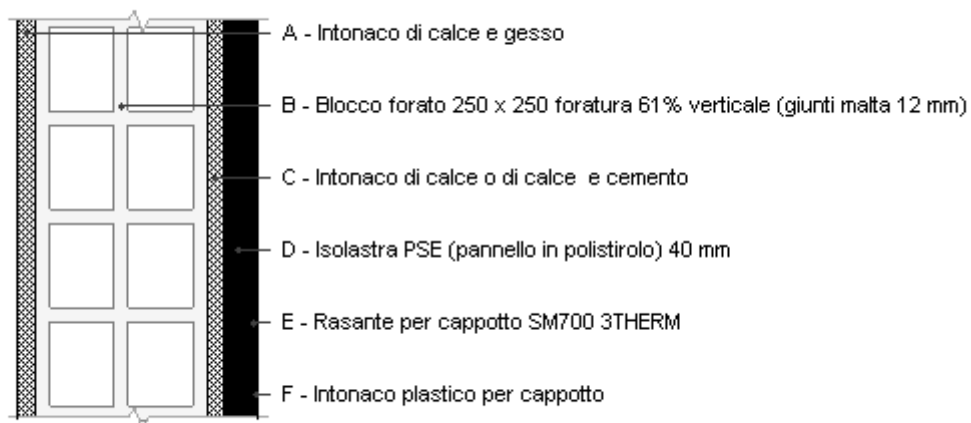 A - Intonaco di calce e gesso
B - Blocco forato 250 x 250 foratura 61% verticale (giunti malta 12 mm)
C - Intonaco di calce o di calce e cemento
D - Isolastra PSE (pannello in polistirolo) 40 mm
E - Rasante per cappotto SM700 3THERM
F - Intonaco plastico per cappotto